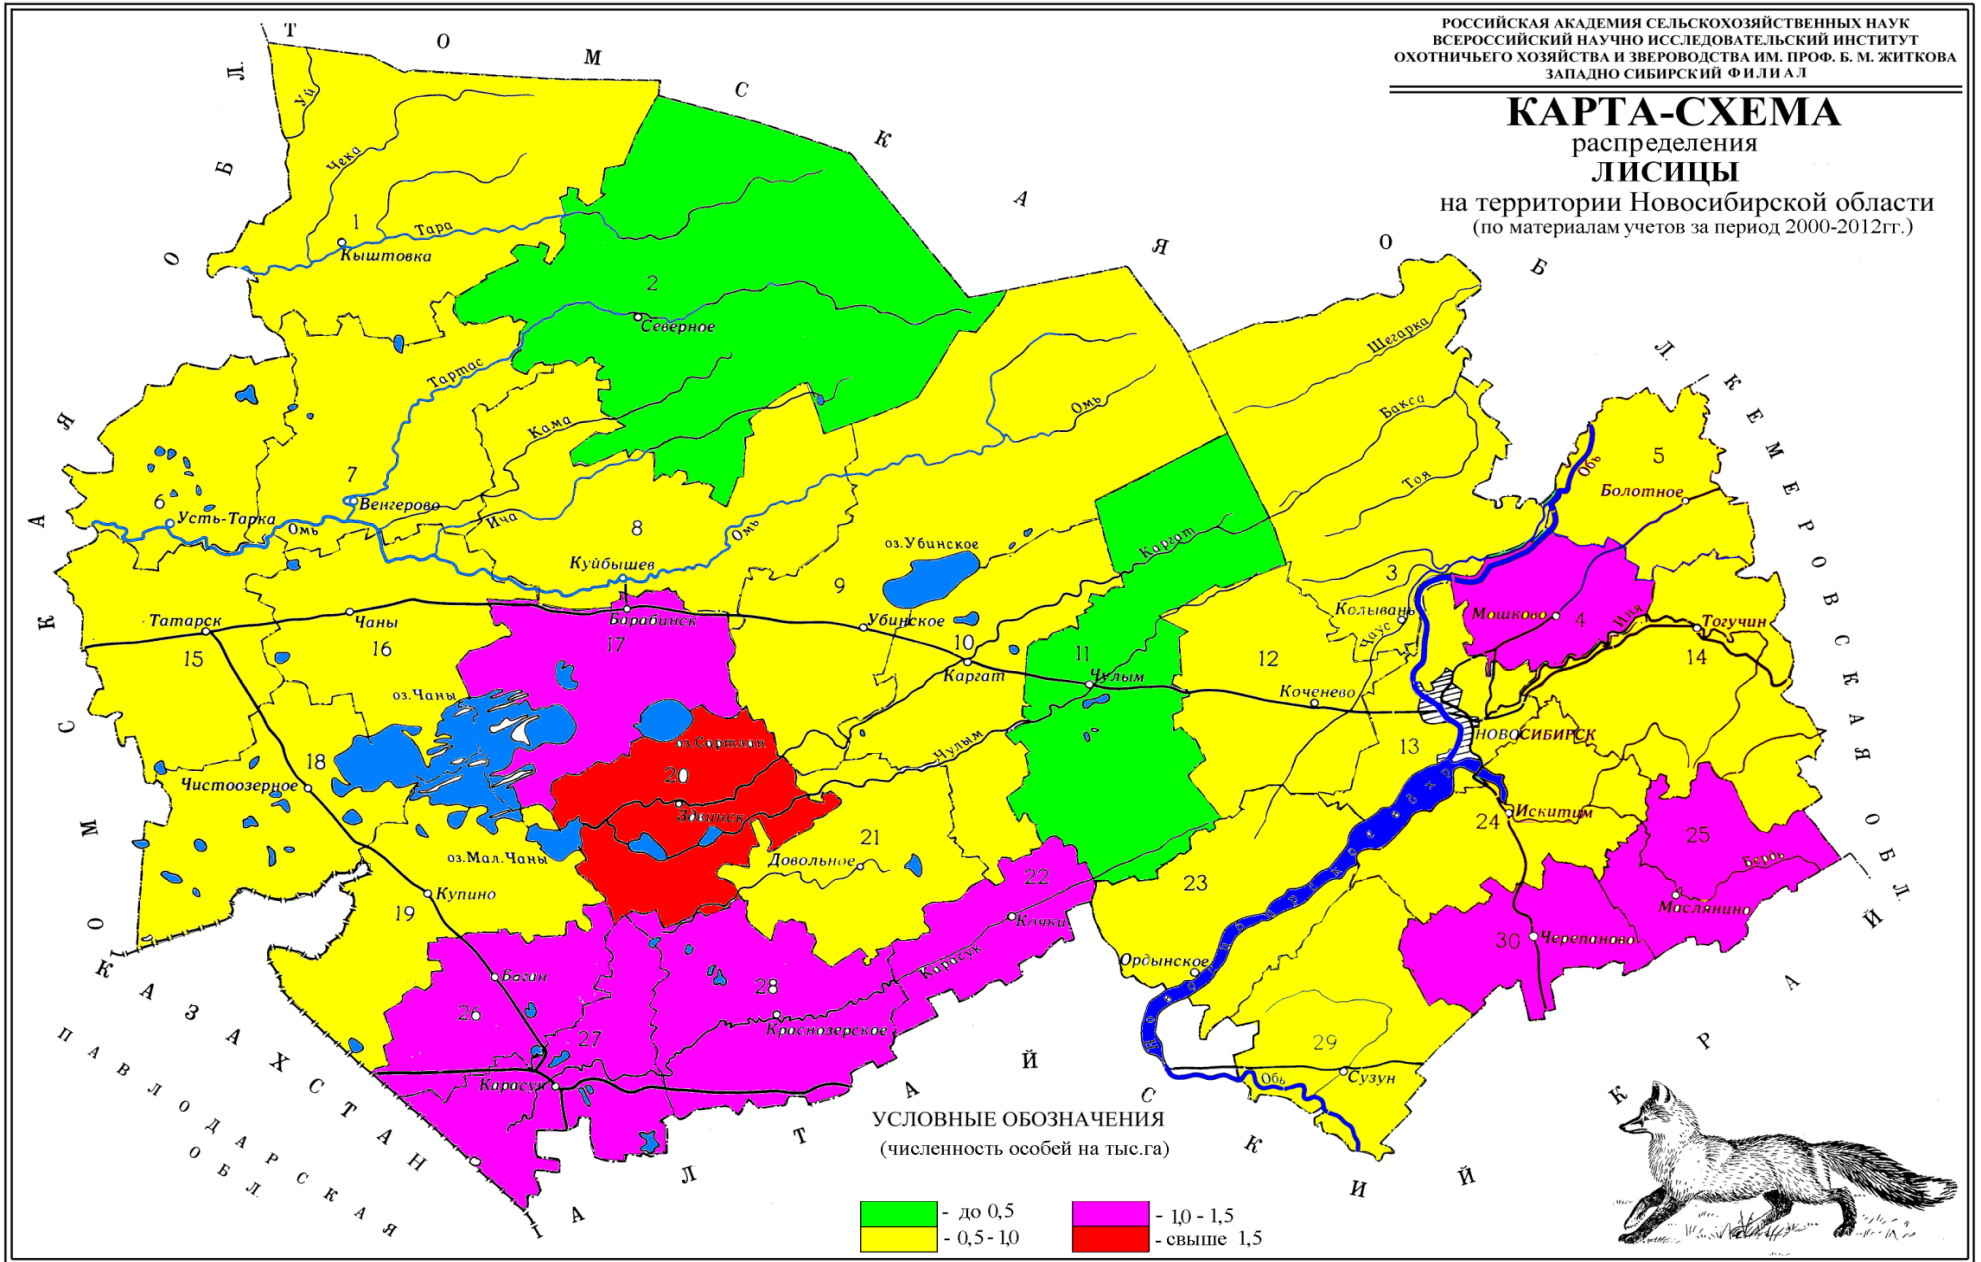 РОССИЙСКАЯ АКАДЕМИЯ СЕЛЬСКОХОЗЯЙСТВЕННЫХ НАУК
ВСЕРОССИЙСКИЙ НАУЧНО ИССЛЕДОВАТЕЛЬСКИЙ ИНСТИТУТ
ОХОТНИЧЬЕГО ХОЗЯЙСТВА И ЗВЕРОВОДСТВА ИМ. ПРОФ. Б. М. ЖИТКОВА
ЗАПАДНО СИБИРСКИЙ ФИЛИАЛ
КАРТА-СХЕМА
распределения
ЛИСИЦЫ
на территории Новосибирской области
(по материалам учетов за период 2000-2012гг.)
ТОМСКАЯ ОБЛ.
КЕМЕРОВСКАЯ ОБЛ.
АЛТАЙСКИЙ КРАЙ
КАЗАХСТАН
ПАВЛОДАРСКАЯ
ОБЛ.
ОМСКАЯ ОБЛ.
Уй
Чека
1
Тара
Кыштовка
2
Северное
Тартас
Кама
Омь
Шегарка
Бакса
Тоя
Обь
5
Болотное
6
Усть-Тарка
7
Венгерово
Омь
Ича
8
Омь
Куйбышев
оз.Убинское
Каргат
9
Убинское
3
Колывань
Чаус
Мошково
4
Иня
Тогучин
14
Татарск
15
Чаны
16
Барабинск
17
10
Каргат
11
Чулым
12
Коченево
оз.Чаны
18
Чистоозерное
оз.Сартлан
20
Здвинск
Чулым
13
НОВОСИБИРСК
24
Искитим
25
Бердь
Маслянино
оз.Мал.Чаны
Купино
19
21
Довольное
22
Кочки
Карасук
23
Ордынское
30
Черепаново
Баган
26
27
28
Краснозерское
Карасук
29
Сузун
Обь
УСЛОВНЫЕ ОБОЗНАЧЕНИЯ
(численность особей на тыс.га)
- до 0,5
- 0,5-1,0
- 1,0 - 1,5
- свыше 1,5